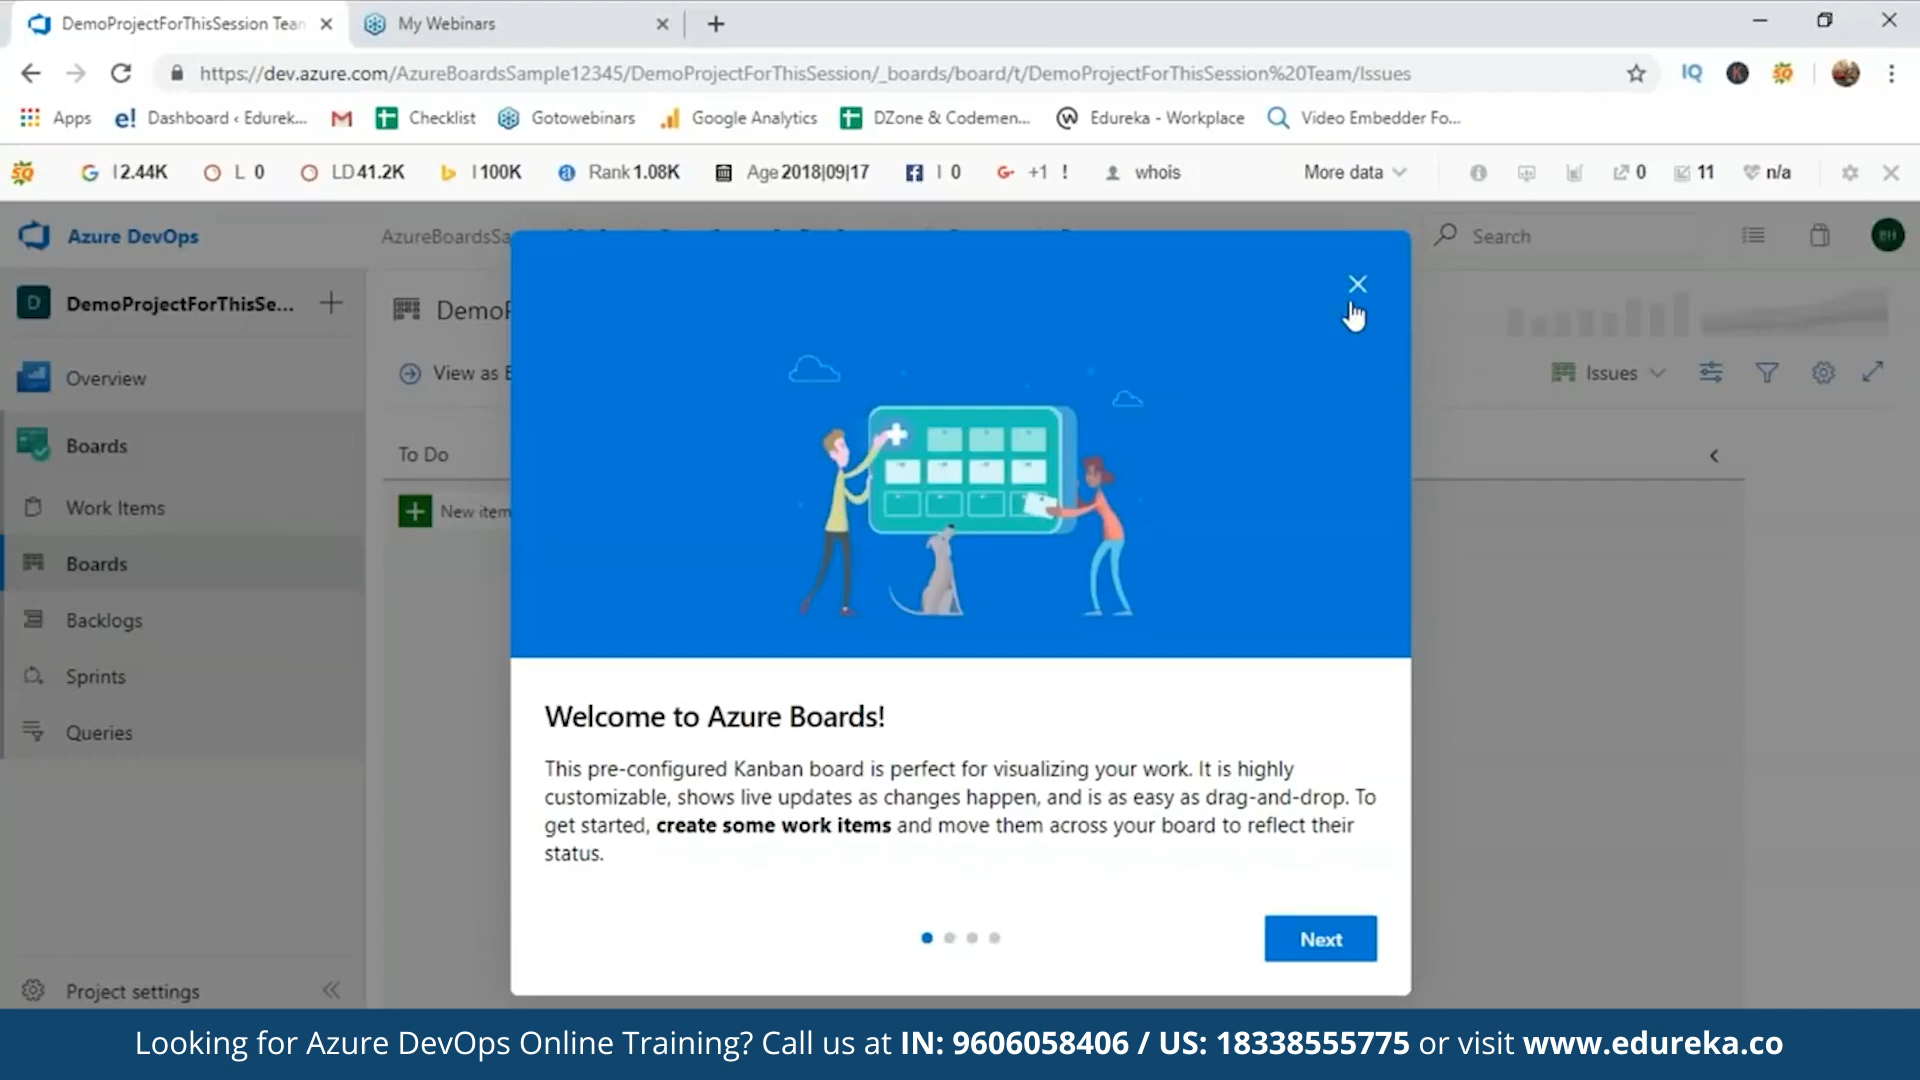 DemoProjectForThisSession Tean
My Webinars
https://dev.azure.com/AzureBoardsSample12345/DemoProjectForThisSession/_boards/board/t/DemoProjectForThisSession%20Team/Issues
IQ
K
SQ
Apps
e! Dashboard ‹ Edurek...
Checklist
Gotowebinars
Google Analytics
DZone & Codemen...
Edureka - Workplace
Video Embedder Fo...
SQ
I 2.44K
L 0
LD 41.2K
I 100K
Rank 1.08K
Age 2018|09|17
I 0
+1 !
whois
More data
0
11
n/a
Azure DevOps
AzureBoardsSa
Search
D DemoProjectForThisSe...
DemoP
Overview
View as B
Issues
Boards
To Do
Work Items
New item
Boards
Backlogs
Sprints
Queries
Welcome to Azure Boards!
This pre-configured Kanban board is perfect for visualizing your work. It is highly
customizable, shows live updates as changes happen, and is as easy as drag-and-drop. To
get started, create some work items and move them across your board to reflect their
status.
Next
Project settings
Looking for Azure DevOps Online Training? Call us at IN: 9606058406 / US: 18338555775 or visit www.edureka.co